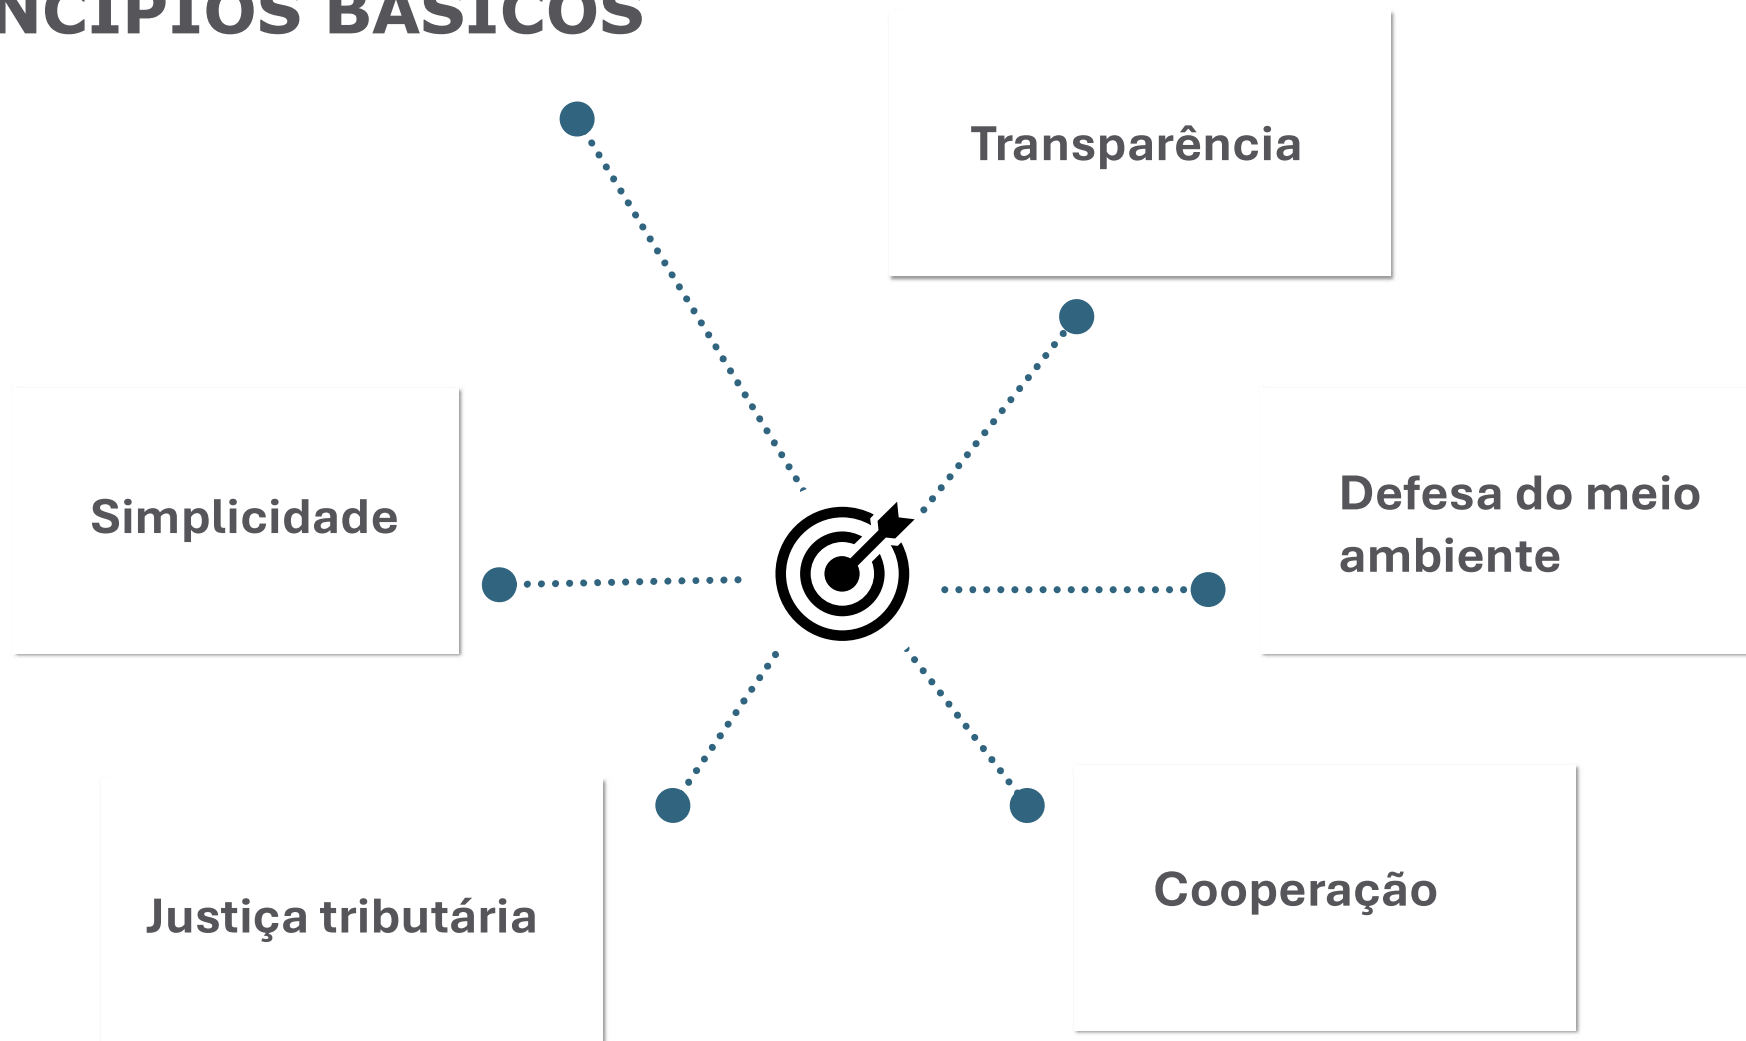 NCÍPIOS BÁSICOS
Transparência
Simplicidade
Defesa do meio
ambiente
Justiça tributária
Cooperação